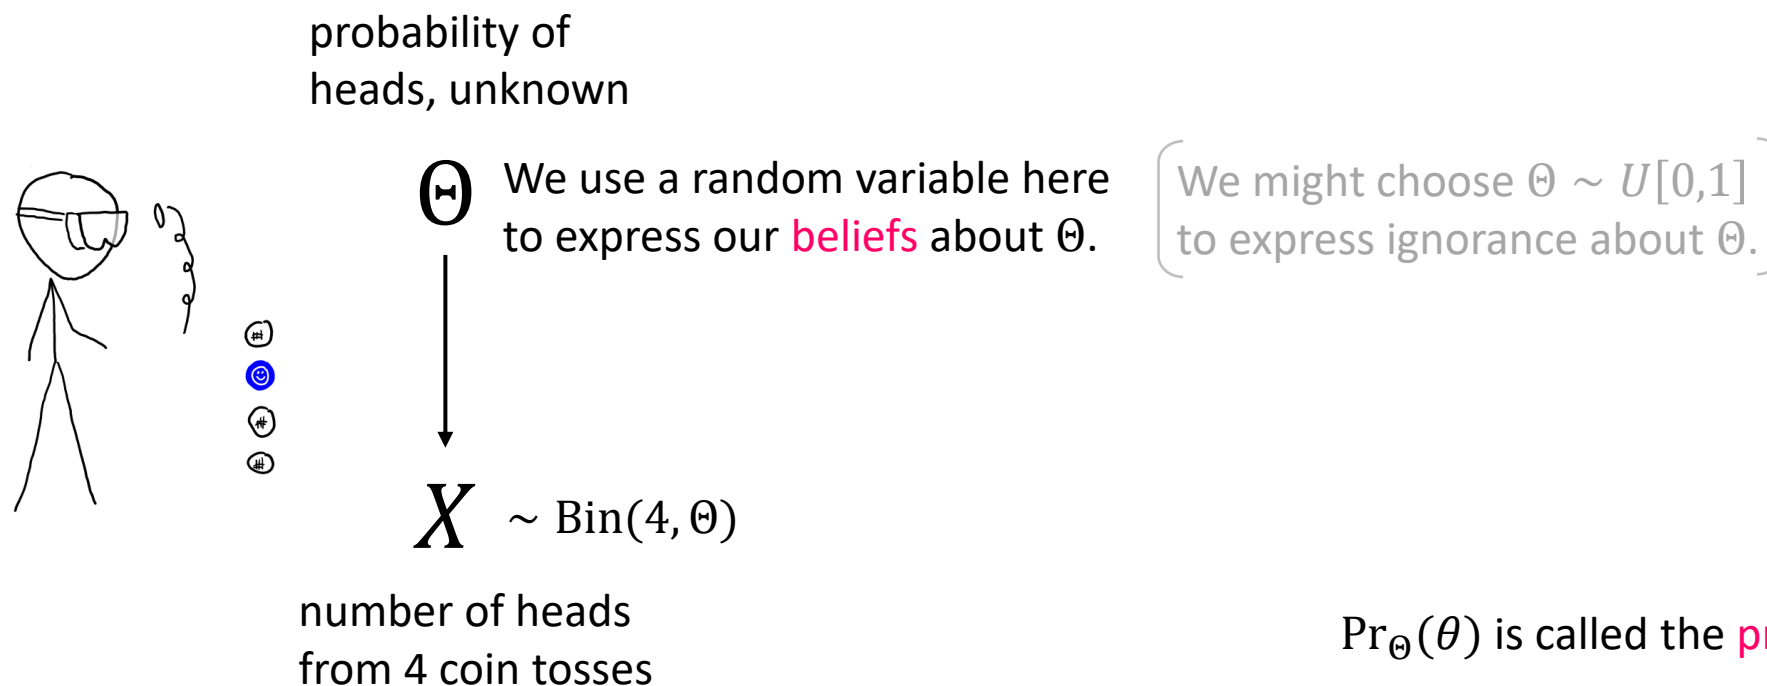 probability of
heads, unknown
Θ We use a random variable here
to express our beliefs about Θ.
We might choose Θ ~ U[0,1]
to express ignorance about Θ.
X ~ Bin(4, Θ)
number of heads
from 4 coin tosses
Pr_Θ(θ) is called the